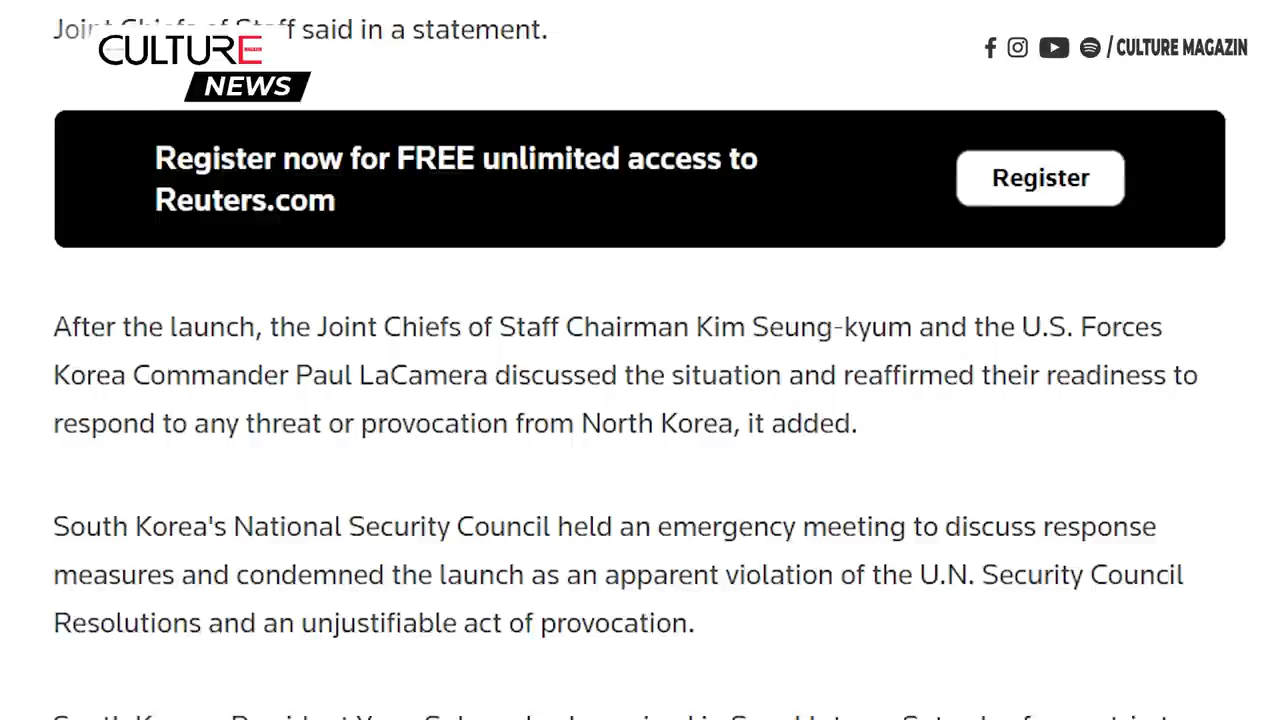 Joint Chiefs of Staff said in a statement.
CULTURE
NEWS
/ CULTURE MAGAZIN
Register now for FREE unlimited access to
Reuters.com
Register
After the launch, the Joint Chiefs of Staff Chairman Kim Seung-kyum and the U.S. Forces
Korea Commander Paul LaCamera discussed the situation and reaffirmed their readiness to
respond to any threat or provocation from North Korea, it added.
South Korea's National Security Council held an emergency meeting to discuss response
measures and condemned the launch as an apparent violation of the U.N. Security Council
Resolutions and an unjustifiable act of provocation.